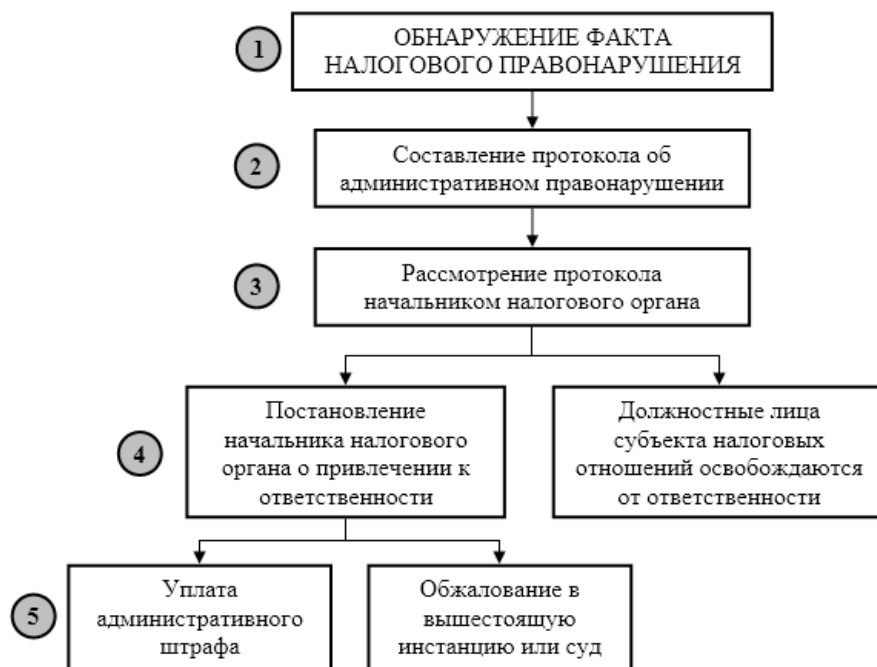 1
ОБНАРУЖЕНИЕ ФАКТА
НАЛОГОВОГО ПРАВОНАРУШЕНИЯ
2
Составление протокола об
административном правонарушении
3
Рассмотрение протокола
начальником налогового органа
4
Постановление
начальника налогового
органа о привлечении к
ответственности
Должностные лица
субъекта налоговых
отношений освобождаются
от ответственности
5
Уплата
административного
штрафа
Обжалование в
вышестоящую
инстанцию или суд